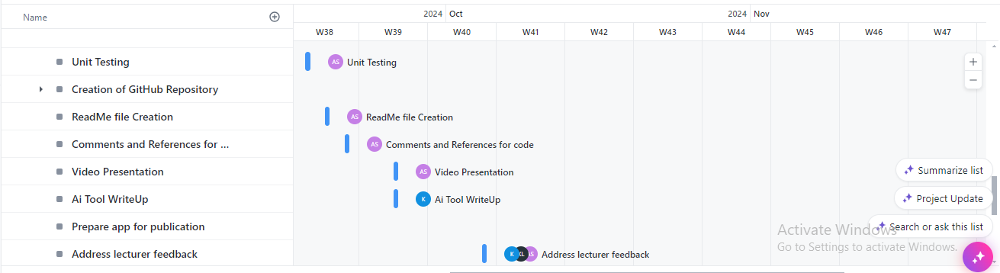 Name
2024 Oct 2024 Nov
W38 W39 W40 W41 W42 W43 W44 W45 W46 W47
Unit Testing AS Unit Testing
Creation of GitHub Repository
ReadMe file Creation AS ReadMe file Creation
Comments and References for ... AS Comments and References for code
Video Presentation AS Video Presentation
Summarize list
Ai Tool WriteUp K Ai Tool WriteUp
Project Update
Prepare app for publication
Search or ask this list
Activate Windows
Go to Settings to activate Windows.
Address lecturer feedback K KL AS Address lecturer feedback